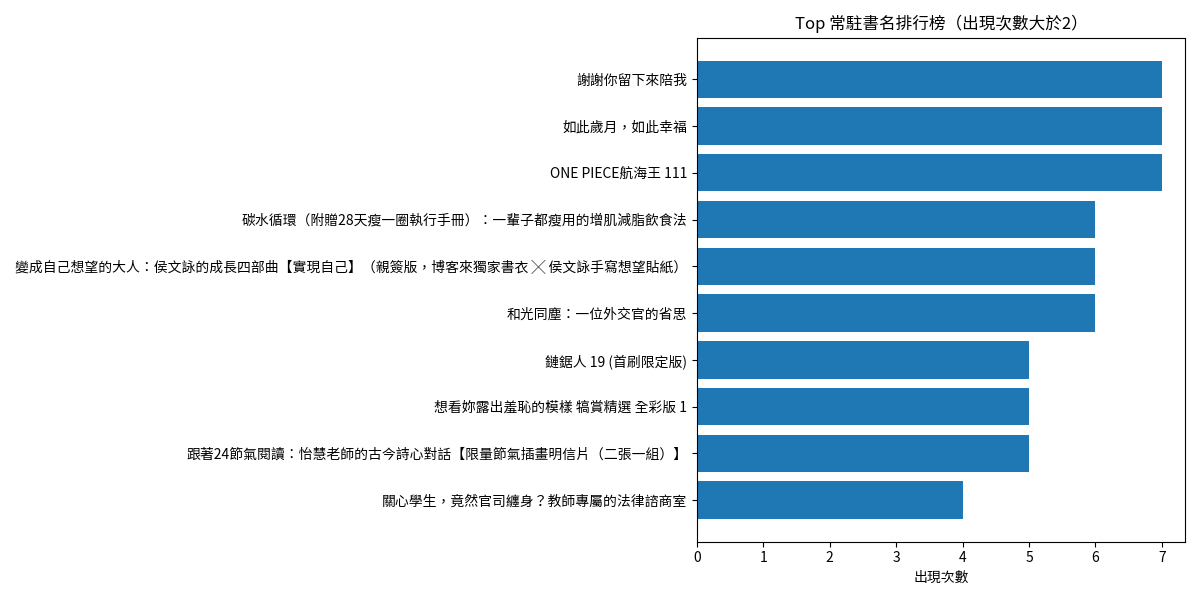 Top 常駐書名排行榜（出現次數大於2）
謝謝你留下來陪我
如此歲月，如此幸福
ONE PIECE航海王 111
碳水循環（附贈28天瘦一圈執行手冊）：一輩子都瘦用的增肌減脂飲食法
變成自己想望的大人：侯文詠的成長四部曲【實現自己】（親簽版，博客來獨家書衣╳侯文詠手寫想望貼紙）
和光同塵：一位外交官的省思
鏈鋸人 19 (首刷限定版)
想看妳露出羞恥的模樣 犒賞精選 全彩版 1
跟著24節氣閱讀：怡慧老師的古今詩心對話【限量節氣插畫明信片（二張一組）】
關心學生，竟然官司纏身？教師專屬的法律諮商室
0 1 2 3 4 5 6 7
出現次數